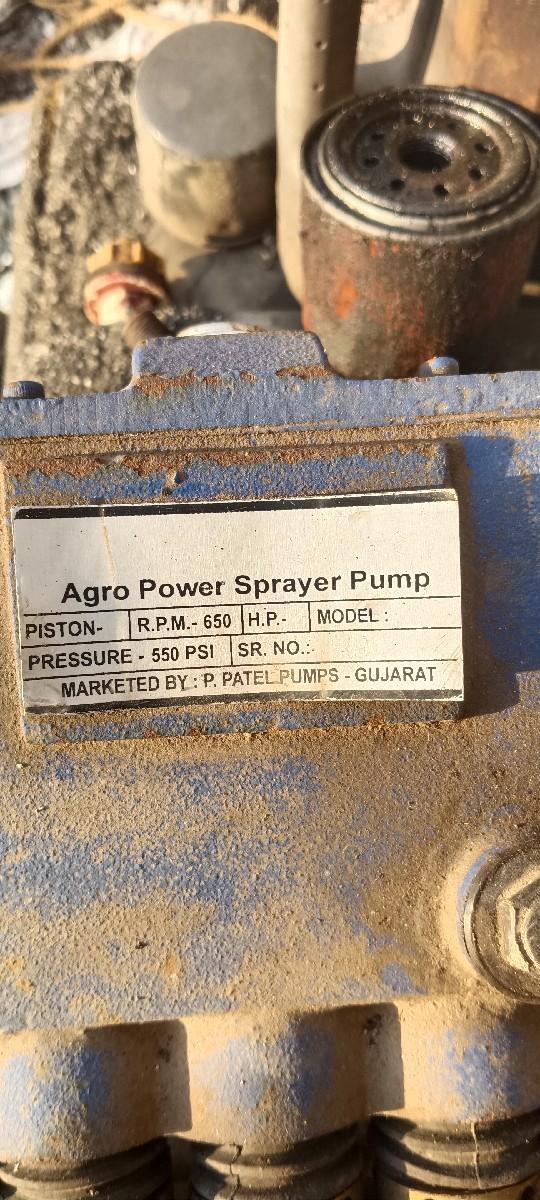 Agro Power Sprayer Pump
PISTON- R.P.M.- 650 H.P.- MODEL :
PRESSURE - 550 PSI SR. NO.:-
MARKETED BY : P. PATEL PUMPS - GUJARAT